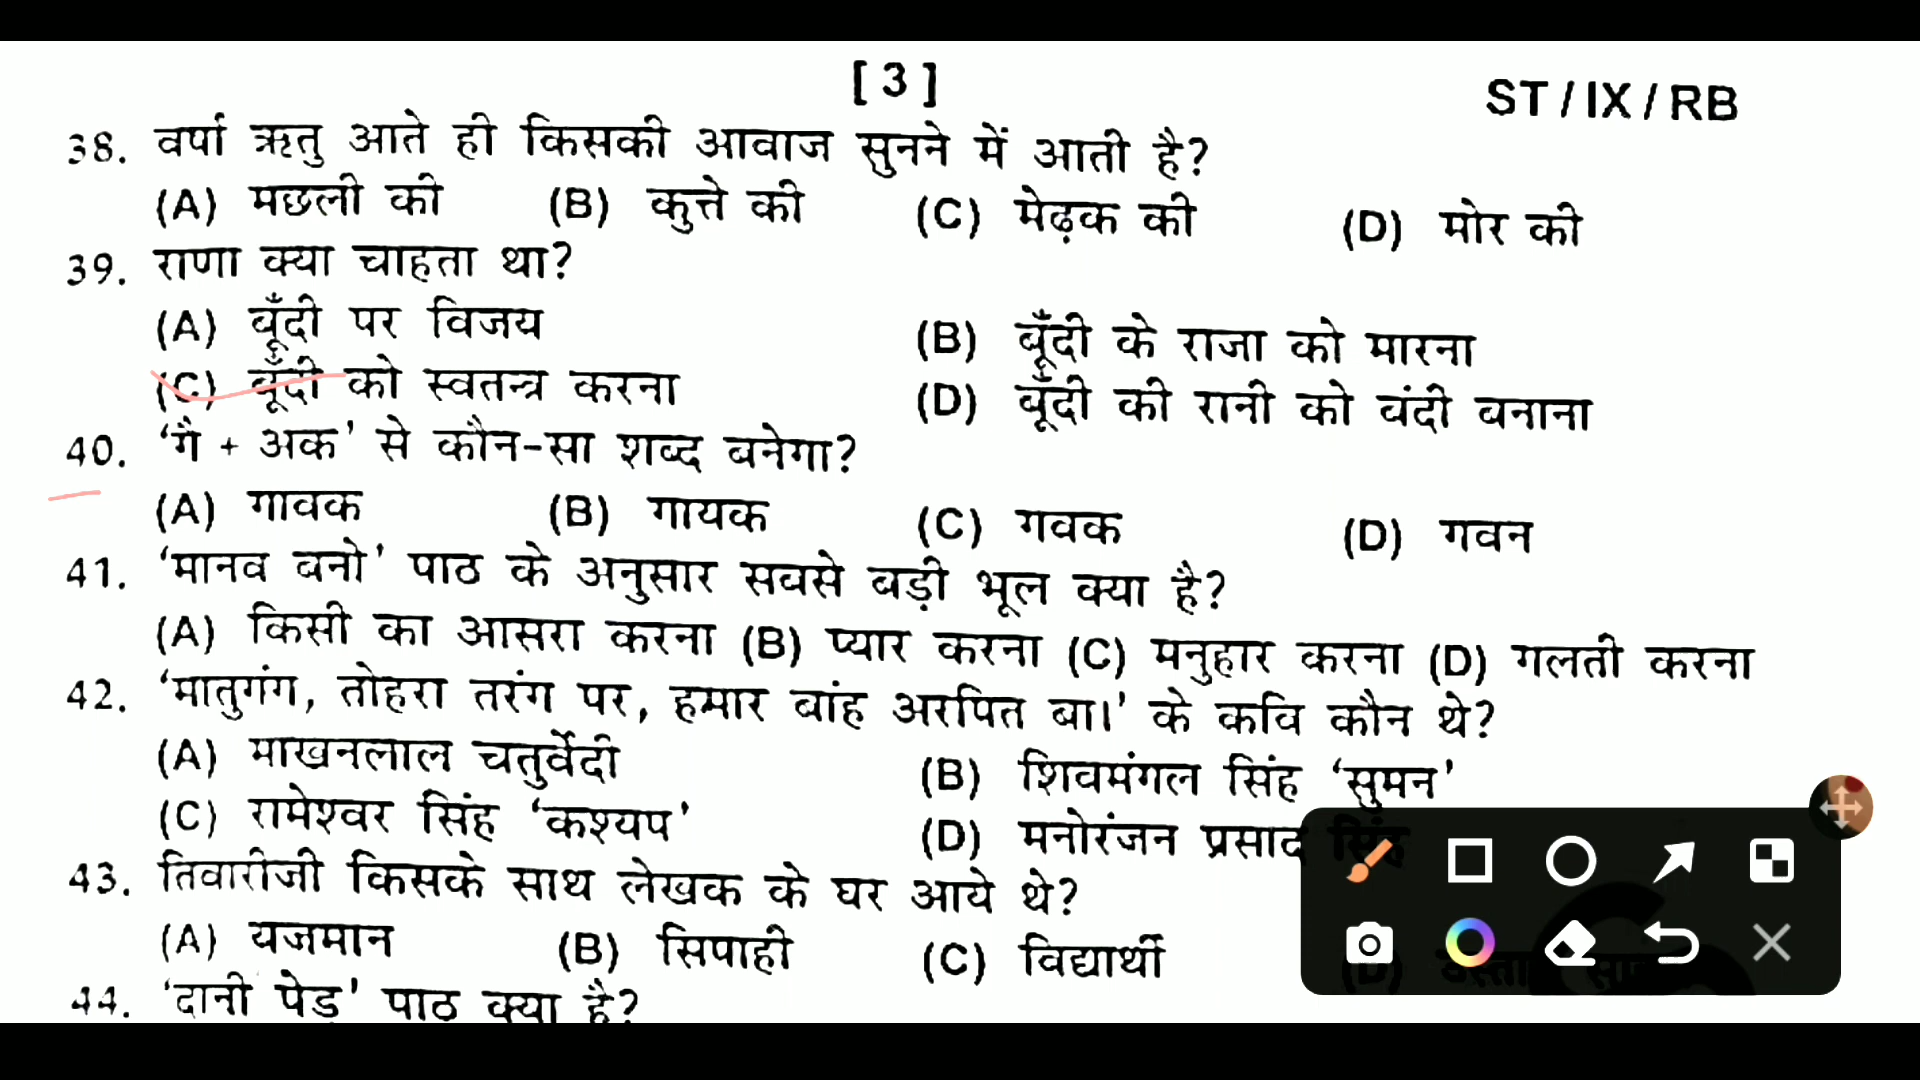 [ 3 ]
ST / IX / RB
38. वर्षा ऋतु आते ही किसकी आवाज सुनने में आती है?
(A) मछली की (B) कुत्ते की (C) मेढ़क की (D) मोर की
39. राणा क्या चाहता था?
(A) बूँदी पर विजय (B) बूँदी के राजा को मारना
(C) बूँदी को स्वतन्त्र करना (D) बूँदी की रानी को बंदी बनाना
40. ‘गै + अक’ से कौन-सा शब्द बनेगा?
(A) गावक (B) गायक (C) गवक (D) गवन
41. ‘मानव बनो’ पाठ के अनुसार सबसे बड़ी भूल क्या है?
(A) किसी का आसरा करना (B) प्यार करना (C) मनुहार करना (D) गलती करना
42. ‘मातुगंग, तोहरा तरंग पर, हमार बांह अरपित बा।’ के कवि कौन थे?
(A) माखनलाल चतुर्वेदी (B) शिवमंगल सिंह ‘सुमन’
(C) रामेश्वर सिंह ‘कश्यप’ (D) मनोरंजन प्रसाद सिंह
43. तिवारीजी किसके साथ लेखक के घर आये थे?
(A) यजमान (B) सिपाही (C) विद्यार्थी (D)
44. ‘दानी पेड़’ पाठ क्या है?